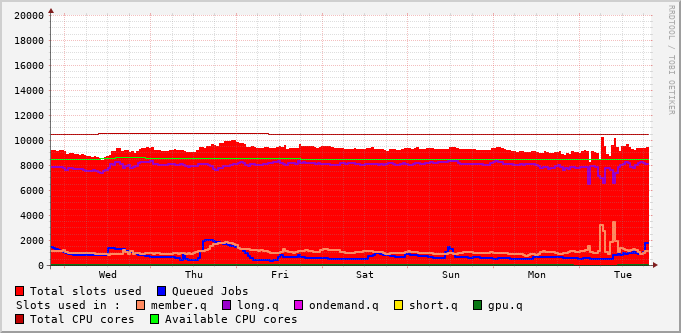 20000
18000
16000
14000
12000
10000
8000
6000
4000
2000
0
Wed Thu Fri Sat Sun Mon Tue
RRDTOOL / TOBI OETIKER
Total slots used Queued Jobs
Slots used in : member.q long.q ondemand.q short.q gpu.q
Total CPU cores Available CPU cores